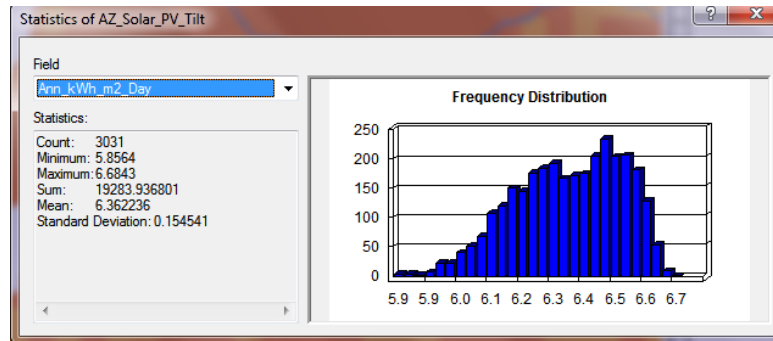 Statistics of AZ_Solar_PV_Tilt
? X
Field
Ann_kWh_m2_Day
Statistics:
Count: 3031
Minimum: 5.8564
Maximum: 6.6843
Sum: 19283.936801
Mean: 6.362236
Standard Deviation: 0.154541
Frequency Distribution
250
200
150
100
50
0
5.9 5.9 6.0 6.1 6.2 6.3 6.4 6.5 6.6 6.7